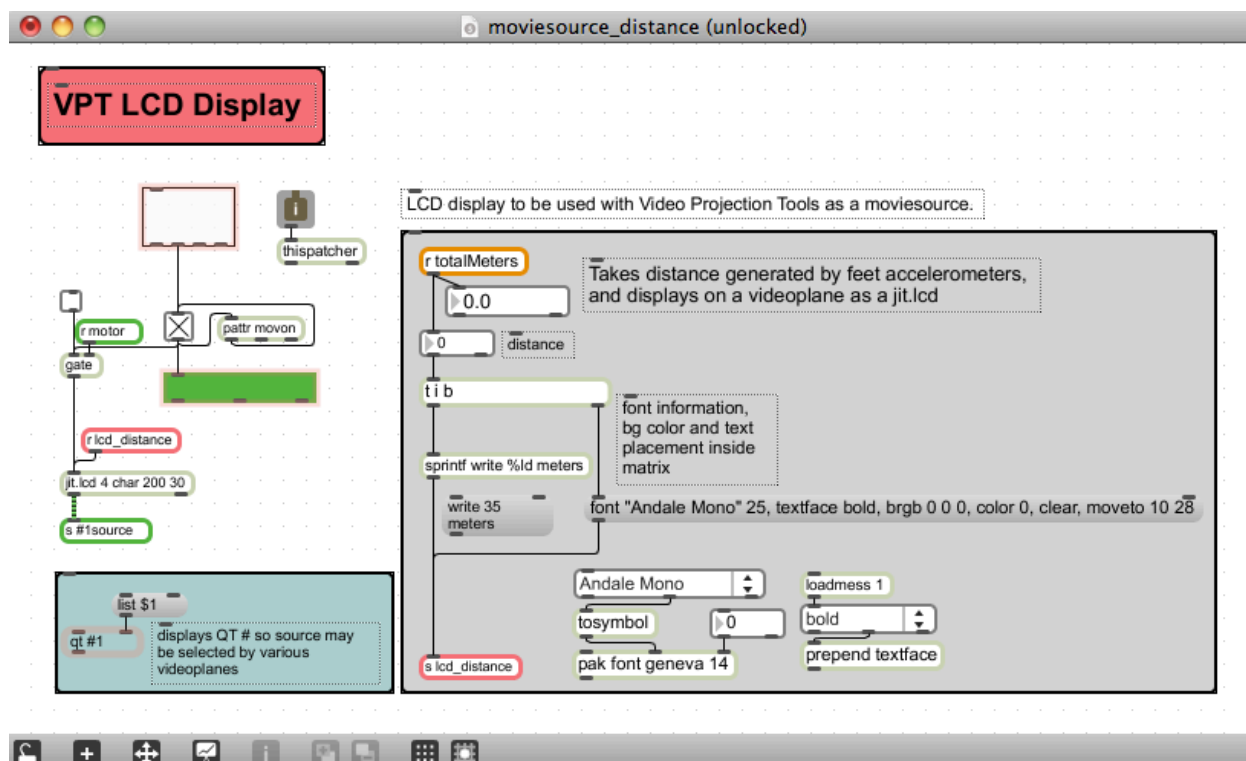 moviesource_distance (unlocked)
VPT LCD Display
LCD display to be used with Video Projection Tools as a moviesource.
thispatcher
r totalMeters
Takes distance generated by feet accelerometers,
and displays on a videoplane as a jit.lcd
0.0
r motor
pattr movon
0
distance
gate
t i b
font information,
bg color and text
placement inside
matrix
r lcd_distance
sprintf write %ld meters
jit.lcd 4 char 200 30
write 35
meters
font "Andale Mono" 25, textface bold, brgb 0 0 0, color 0, clear, moveto 10 28
s #1source
Andale Mono
loadmess 1
list $1
tosymbol
0
bold
qt #1
displays QT # so source may
be selected by various
videoplanes
s lcd_distance
pak font geneva 14
prepend textface